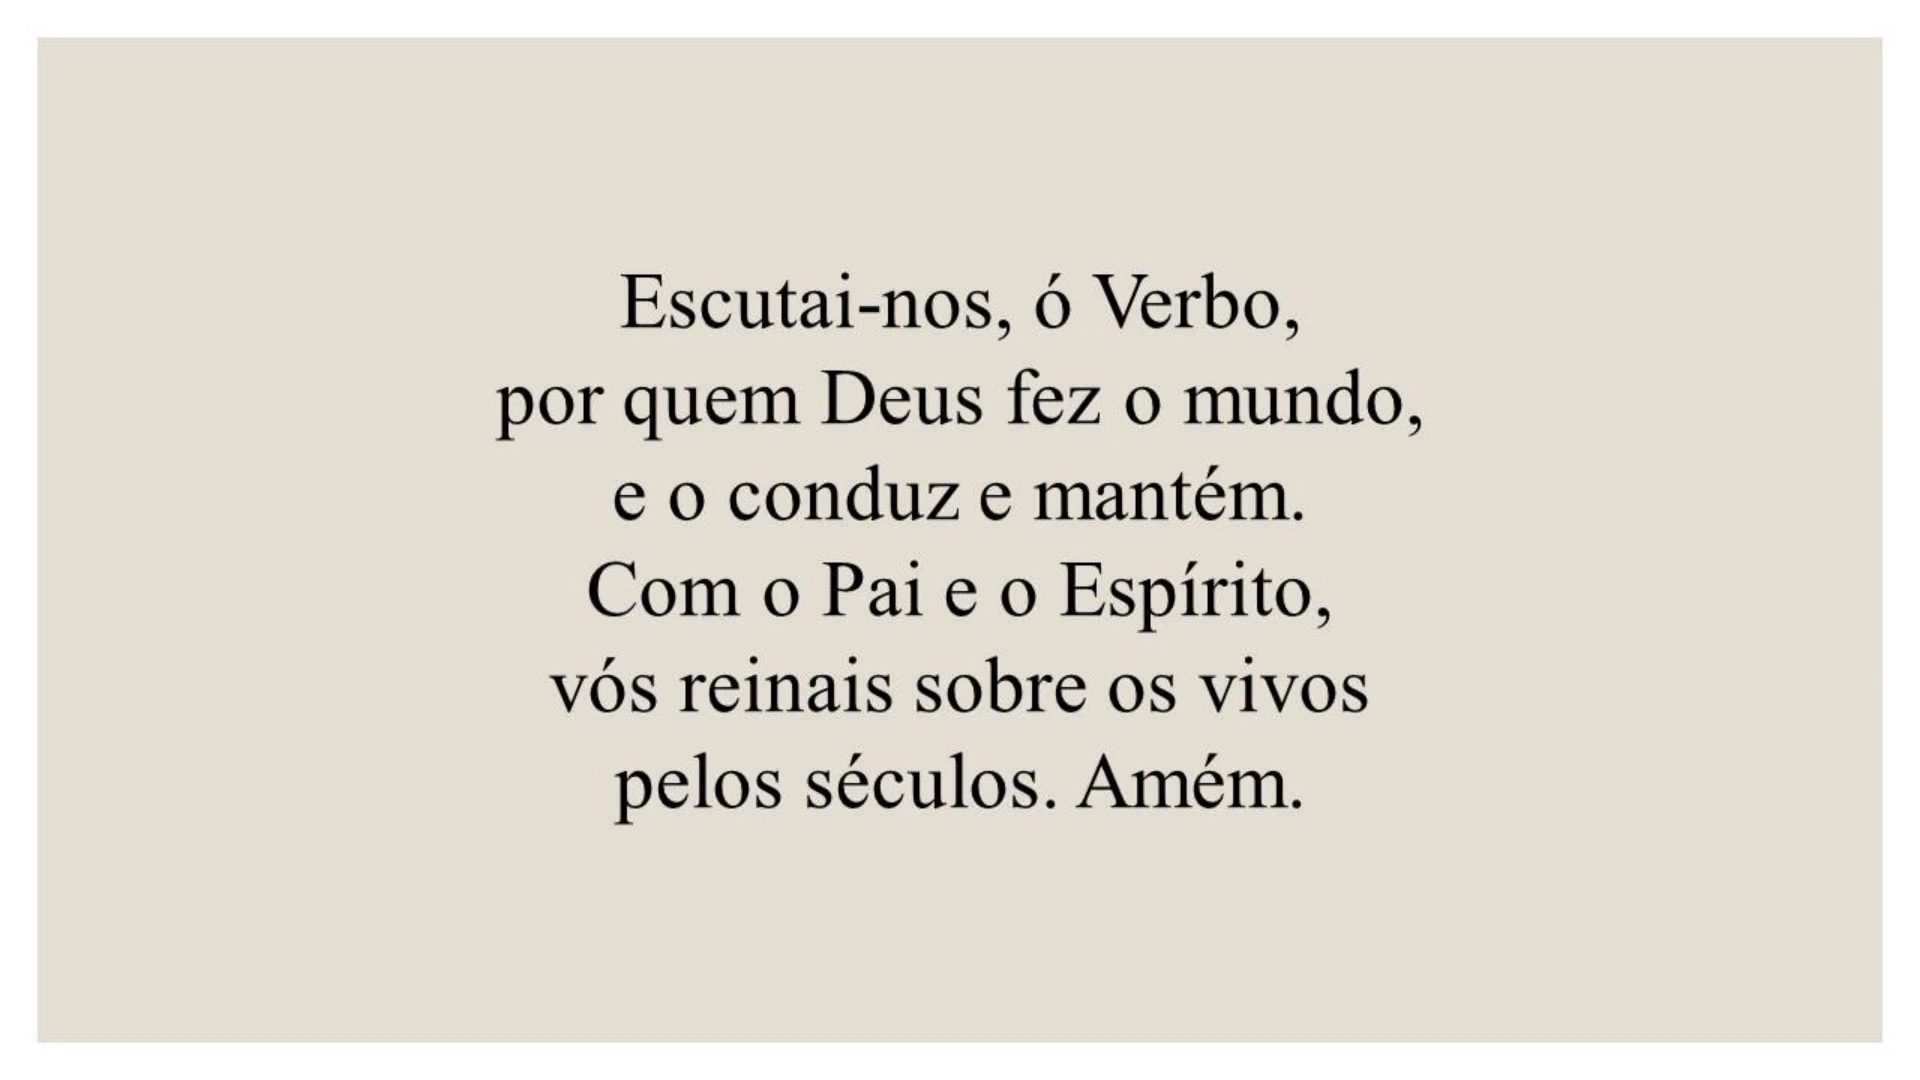 Escutai-nos, ó Verbo,
por quem Deus fez o mundo,
e o conduz e mantém.
Com o Pai e o Espírito,
vós reinais sobre os vivos
pelos séculos. Amém.